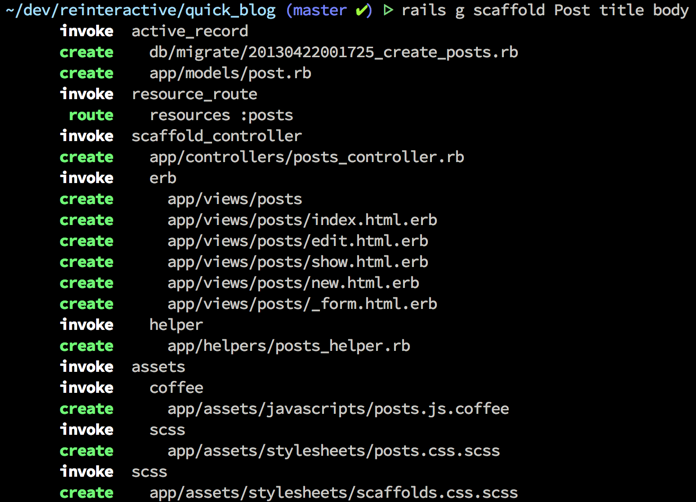 ~/dev/reinteractive/quick_blog (master ✔) ▷ rails g scaffold Post title body
invoke active_record
create db/migrate/20130422001725_create_posts.rb
create app/models/post.rb
invoke resource_route
route resources :posts
invoke scaffold_controller
create app/controllers/posts_controller.rb
invoke erb
create app/views/posts
create app/views/posts/index.html.erb
create app/views/posts/edit.html.erb
create app/views/posts/show.html.erb
create app/views/posts/new.html.erb
create app/views/posts/_form.html.erb
invoke helper
create app/helpers/posts_helper.rb
invoke assets
invoke coffee
create app/assets/javascripts/posts.js.coffee
invoke scss
create app/assets/stylesheets/posts.css.scss
invoke scss
create app/assets/stylesheets/scaffolds.css.scss